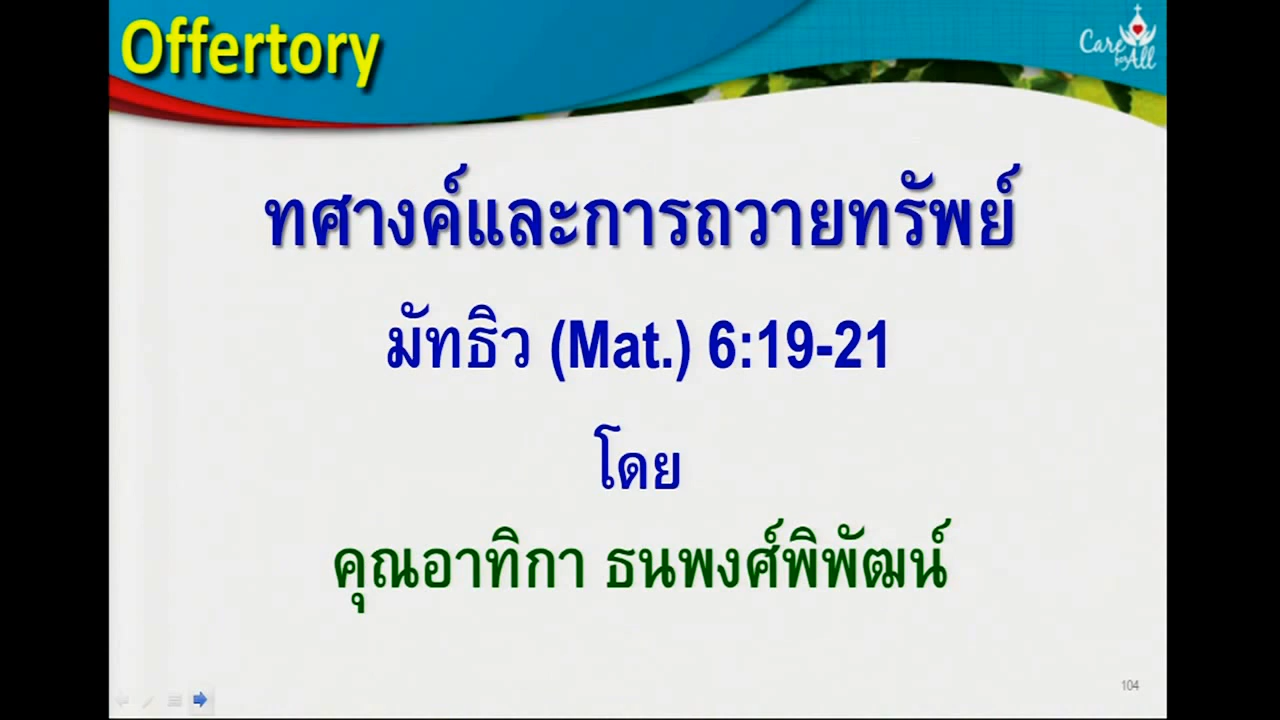 Offertory
Care
for All
ทศางค์และการถวายทรัพย์
มัทธิว (Mat.) 6:19-21
โดย
คุณอาทิกา ธนพงศ์พิพัฒน์
104